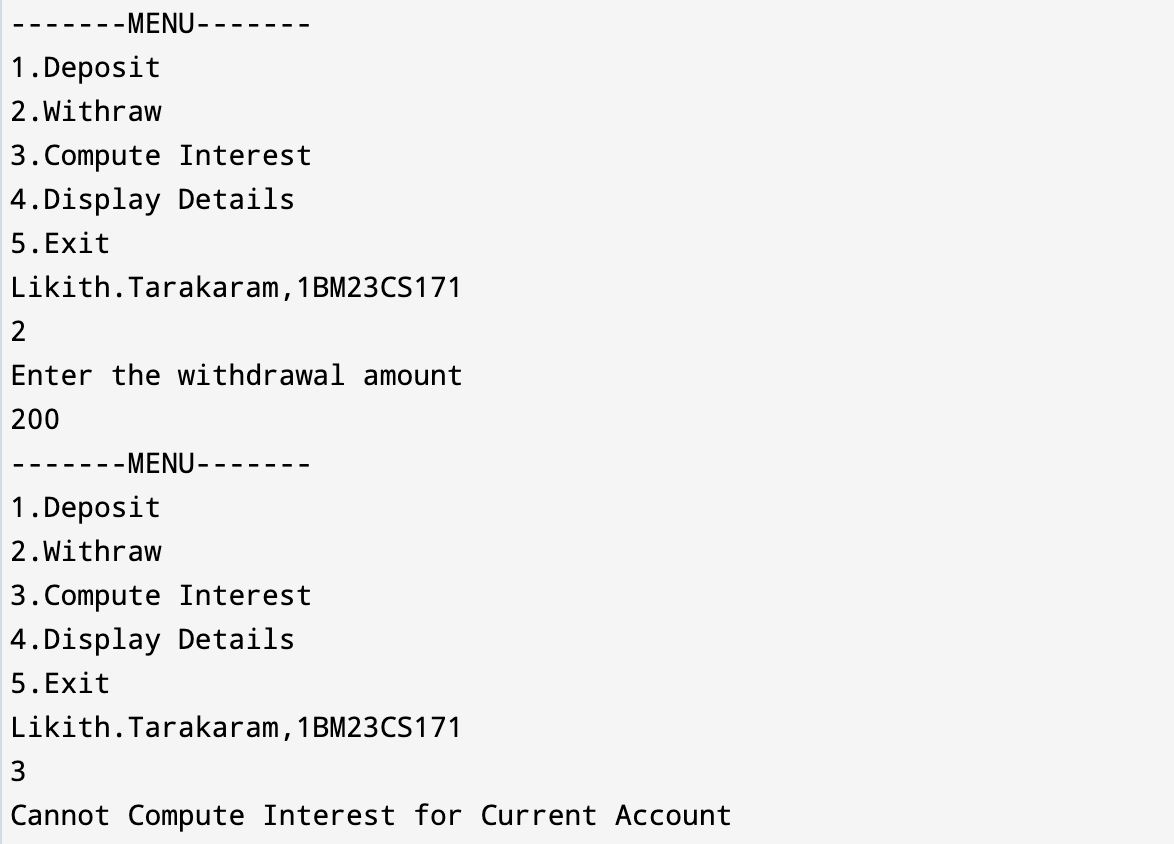 -------MENU-------
1.Deposit
2.Withraw
3.Compute Interest
4.Display Details
5.Exit
Likith.Tarakaram,1BM23CS171
2
Enter the withdrawal amount
200
-------MENU-------
1.Deposit
2.Withraw
3.Compute Interest
4.Display Details
5.Exit
Likith.Tarakaram,1BM23CS171
3
Cannot Compute Interest for Current Account